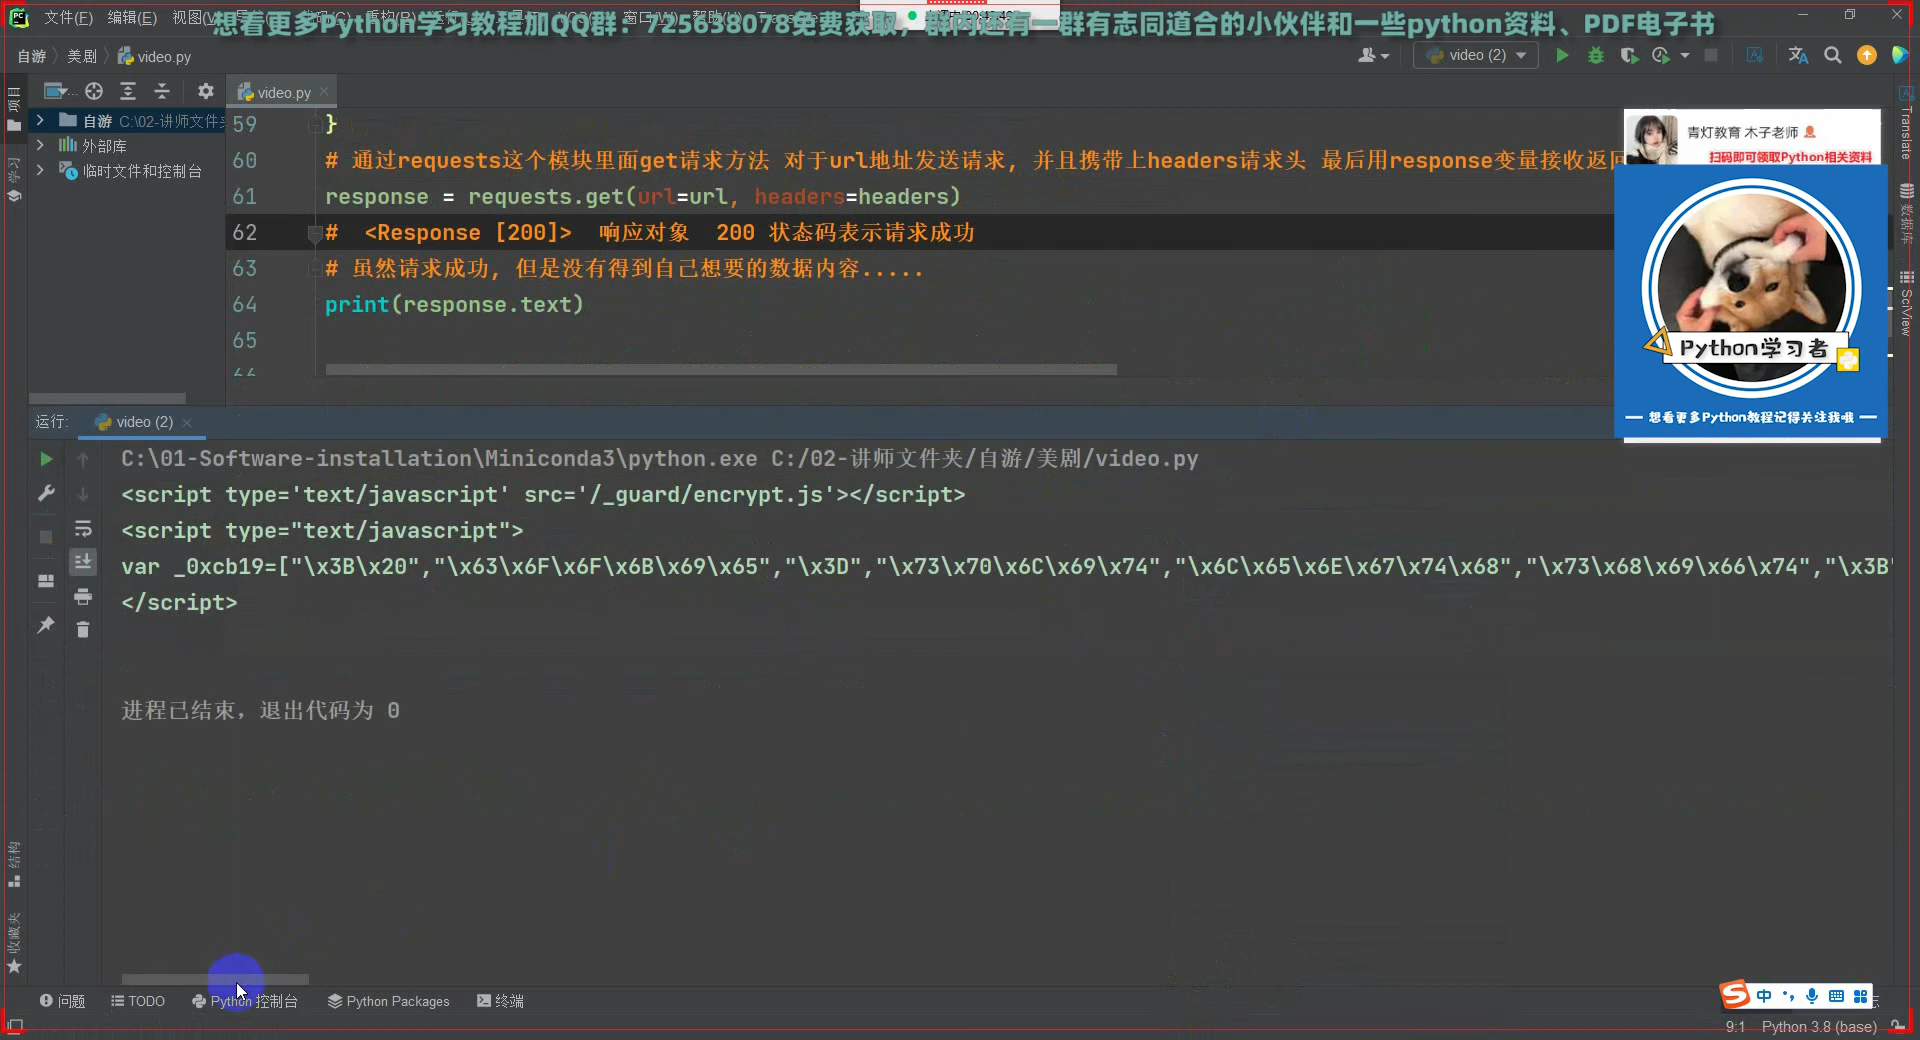 文件(F) 编辑(E) 视图(V
想看更多Python学习教程加QQ群：725638078免费获取，群内还有一群有志同道合的小伙伴和一些python资料、PDF电子书
自游 美剧 video.py
video (2)
项目
video.py
自游 C:\02-讲师文件夹
外部库
临时文件和控制台
学习
59 }
60 # 通过requests这个模块里面get请求方法 对于url地址发送请求, 并且携带上headers请求头 最后用response变量接收返回
61 response = requests.get(url=url, headers=headers)
62 # <Response [200]> 响应对象 200 状态码表示请求成功
63 # 虽然请求成功, 但是没有得到自己想要的数据内容.....
64 print(response.text)
65
66
青灯教育 木子老师
扫码即可领取Python相关资料
Python学习者
想看更多Python教程记得关注我哦
Translate
数据库
SciView
运行: video (2)
C:\01-Software-installation\Miniconda3\python.exe C:/02-讲师文件夹/自游/美剧/video.py
<script type='text/javascript' src='/_guard/encrypt.js'></script>
<script type="text/javascript">
var _0xcb19=["\x3B\x20","\x63\x6F\x6F\x6B\x69\x65","\x3D","\x73\x70\x6C\x69\x74","\x6C\x65\x6E\x67\x74\x68","\x73\x68\x69\x66\x74","\x3B'
</script>
进程已结束，退出代码为 0
结构
收藏夹
问题 TODO Python 控制台 Python Packages 终端
中
9:1 Python 3.8 (base)